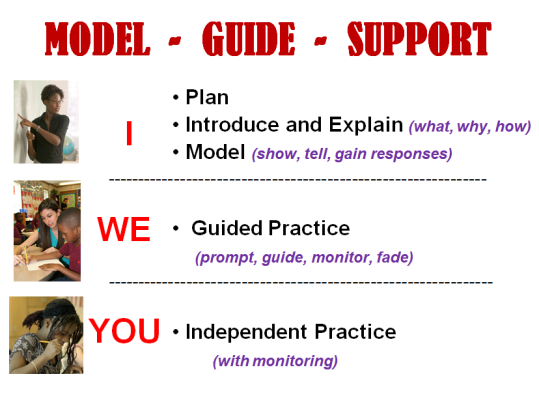 MODEL - GUIDE - SUPPORT
• Plan
• Introduce and Explain (what, why, how)
I
• Model (show, tell, gain responses)
WE
• Guided Practice
(prompt, guide, monitor, fade)
YOU
• Independent Practice
(with monitoring)